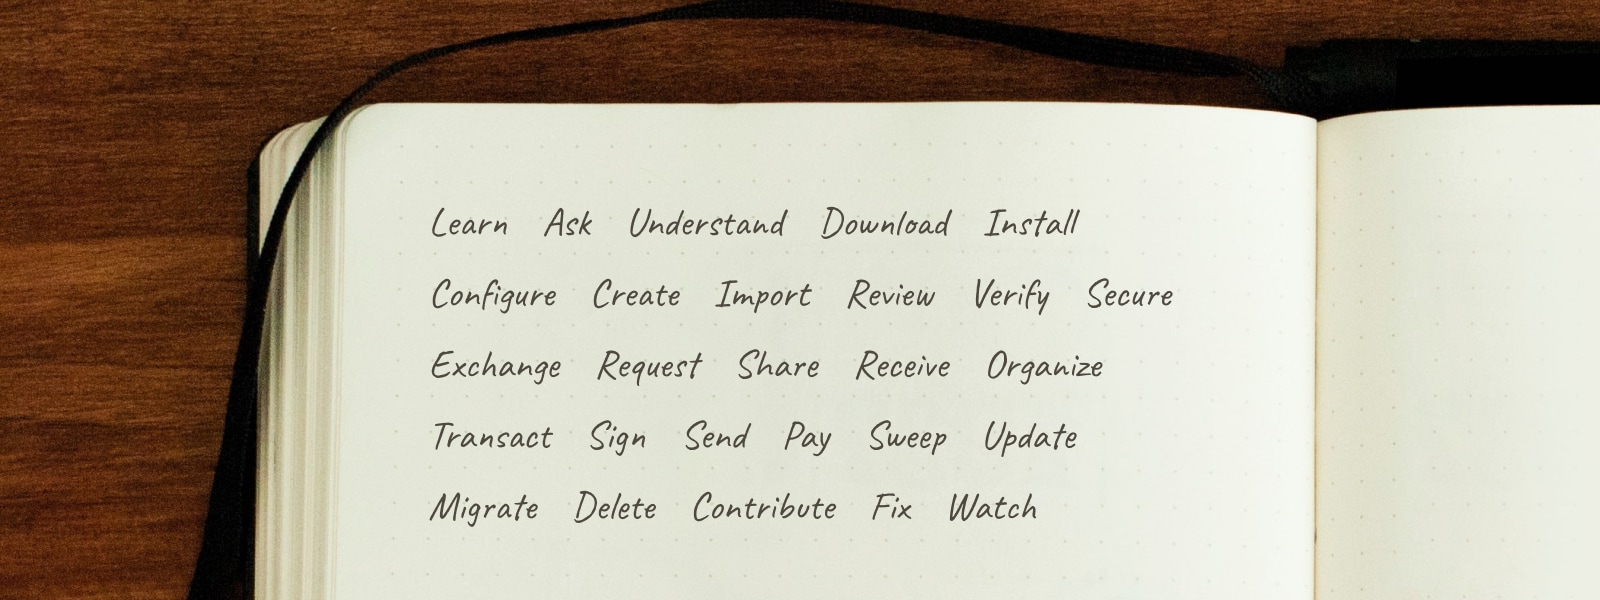 Learn Ask Understand Download Install
Configure Create Import Review Verify Secure
Exchange Request Share Receive Organize
Transact Sign Send Pay Sweep Update
Migrate Delete Contribute Fix Watch